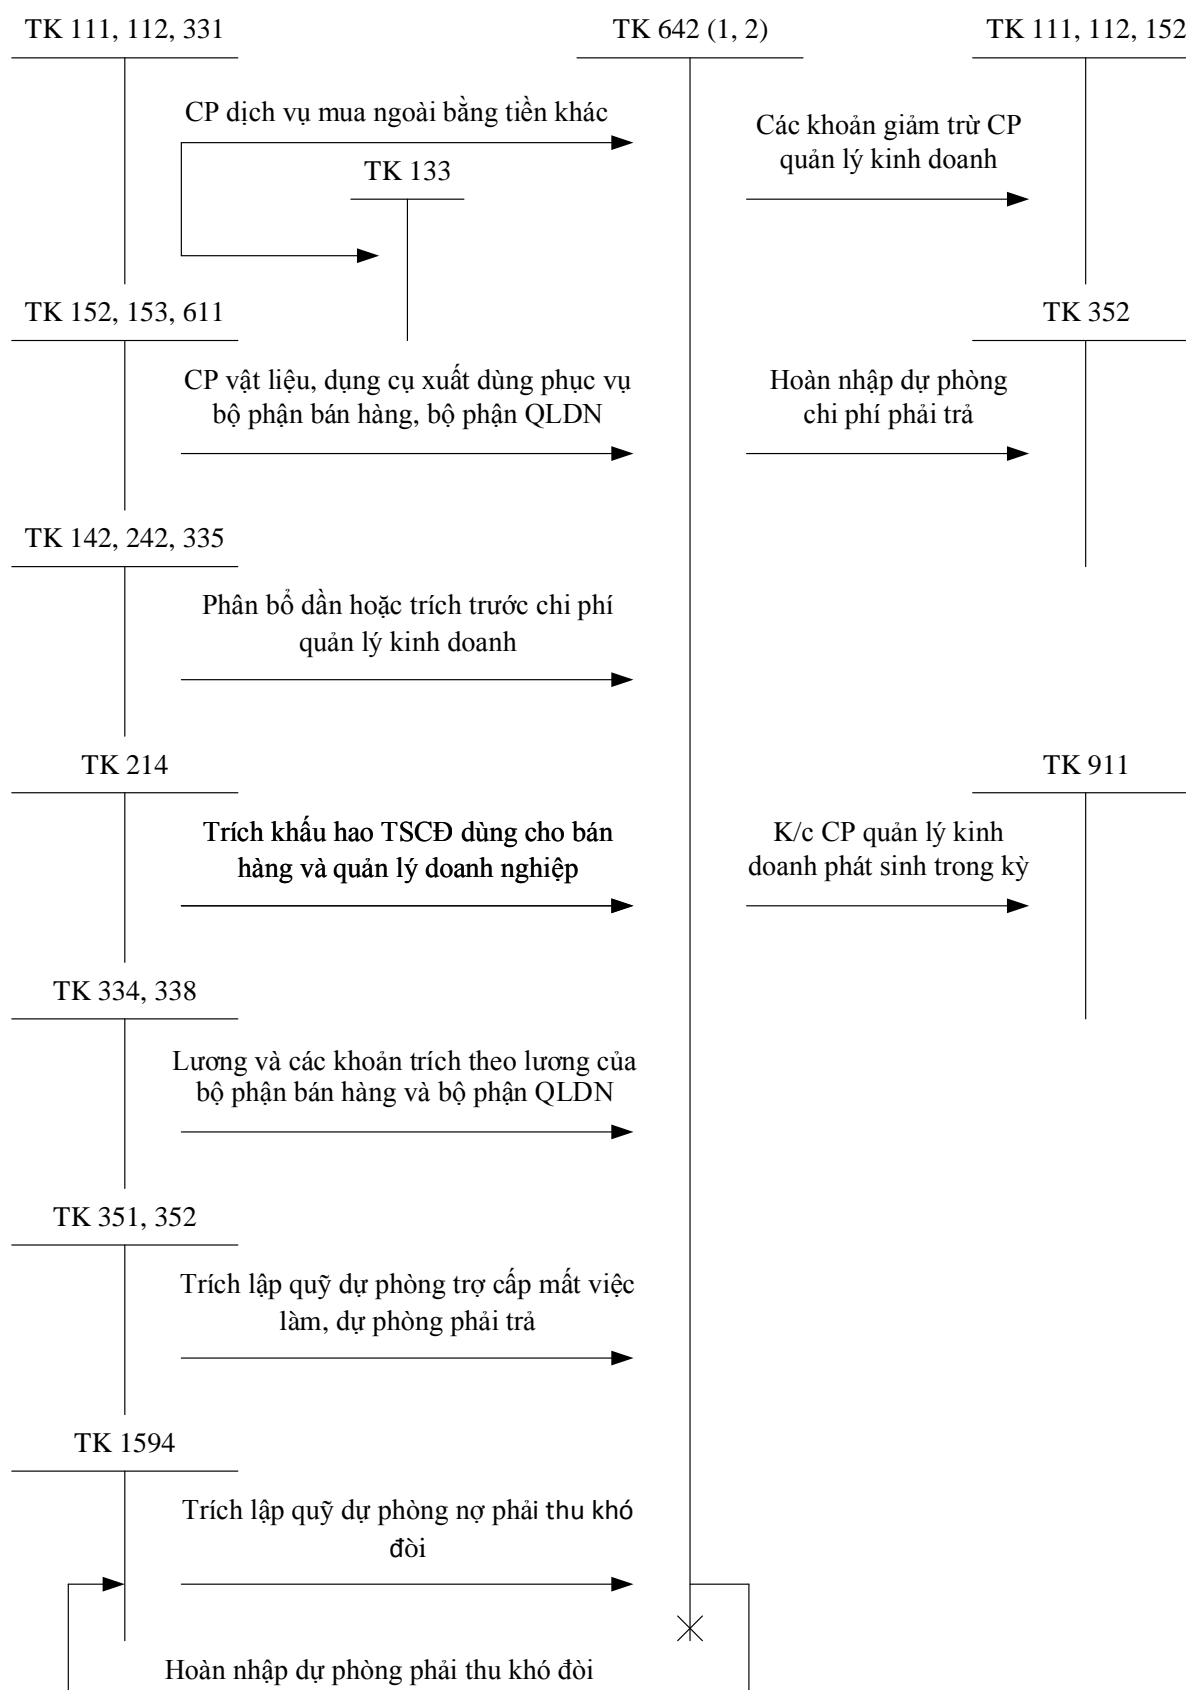 TK 111, 112, 331
TK 642 (1, 2)
TK 111, 112, 152
CP dịch vụ mua ngoài bằng tiền khác
Các khoản giảm trừ CP
quản lý kinh doanh
TK 133
TK 152, 153, 611
TK 352
CP vật liệu, dụng cụ xuất dùng phục vụ
bộ phận bán hàng, bộ phận QLDN
Hoàn nhập dự phòng
chi phí phải trả
TK 142, 242, 335
Phân bổ dần hoặc trích trước chi phí
quản lý kinh doanh
TK 214
TK 911
Trích khấu hao TSCĐ dùng cho bán
hàng và quản lý doanh nghiệp
K/c CP quản lý kinh
doanh phát sinh trong kỳ
TK 334, 338
Lương và các khoản trích theo lương của
bộ phận bán hàng và bộ phận QLDN
TK 351, 352
Trích lập quỹ dự phòng trợ cấp mất việc
làm, dự phòng phải trả
TK 1594
Trích lập quỹ dự phòng nợ phải thu khó
đòi
Hoàn nhập dự phòng phải thu khó đòi